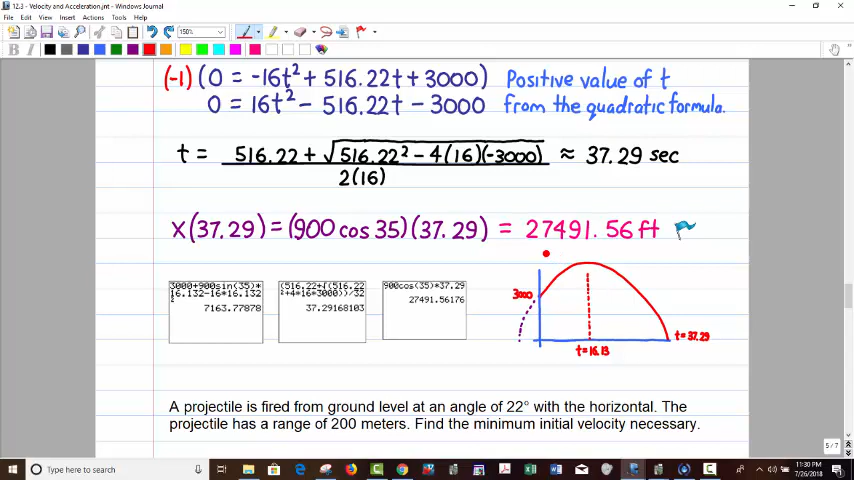 12.3 - Velocity and Acceleration.jnt - Windows Journal
File Edit View Insert Actions Tools Help
150%
B I
(-1) (0 = -16t² + 516.22t + 3000) Positive value of t
0 = 16t² - 516.22t - 3000 from the quadratic formula.
t = 516.22 + √516.22² - 4(16)(-3000) ≈ 37.29 sec
2(16)
x(37.29) = (900 cos 35)(37.29) = 27491.56 ft
3000+900sin(35)*
16.132-16*16.132
²
7163.77878
(516.22+√(516.22
²+4*16*3000))/32
37.29168103
900cos(35)*37.29
27491.56176
3000
t=16.13
t=37.29
A projectile is fired from ground level at an angle of 22° with the horizontal. The
projectile has a range of 200 meters. Find the minimum initial velocity necessary.
5/7
Type here to search
11:30 PM
7/26/2018